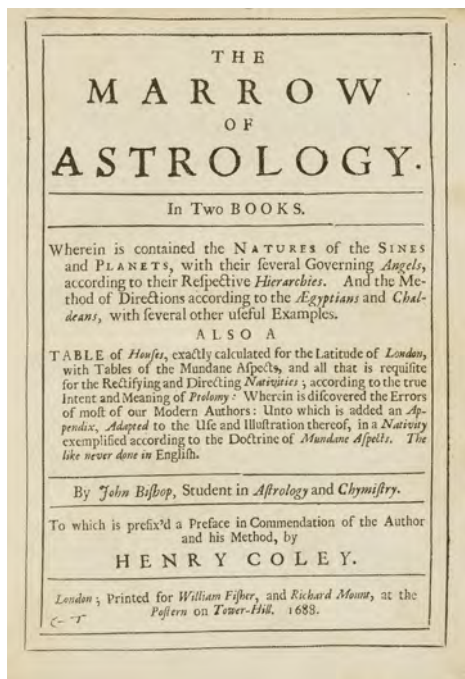 THE
MARROW
OF
ASTROLOGY.
In Two BOOKS.
Wherein is contained the NATURES of the SINES
and PLANETS, with their ſeveral Governing Angels,
according to their Reſpective Hierarchies. And the Me-
thod of Directions according to the Ægyptians and Chal-
deans, with ſeveral other uſeful Examples.
ALSO A
TABLE of Houſes, exactly calculated for the Latitude of London,
with Tables of the Mundane Aſpects, and all that is requiſite
for the Rectifying and Directing Nativities; according to the true
Intent and Meaning of Ptolomy: Wherein is diſcovered the Errors
of moſt of our Modern Authors: Unto which is added an Ap-
pendix, Adapted to the Uſe and Illuſtration thereof, in a Nativity
exemplified according to the Doctrine of Mundane Aſpects. The
like never done in Engliſh.
By John Biſhop, Student in Aſtrology and Chymiſtry.
To which is prefix'd a Preface in Commendation of the Author
and his Method, by
HENRY COLEY.
London; Printed for William Fiſher, and Richard Mount, at the
Poſtern on Tower-Hill. 1688.